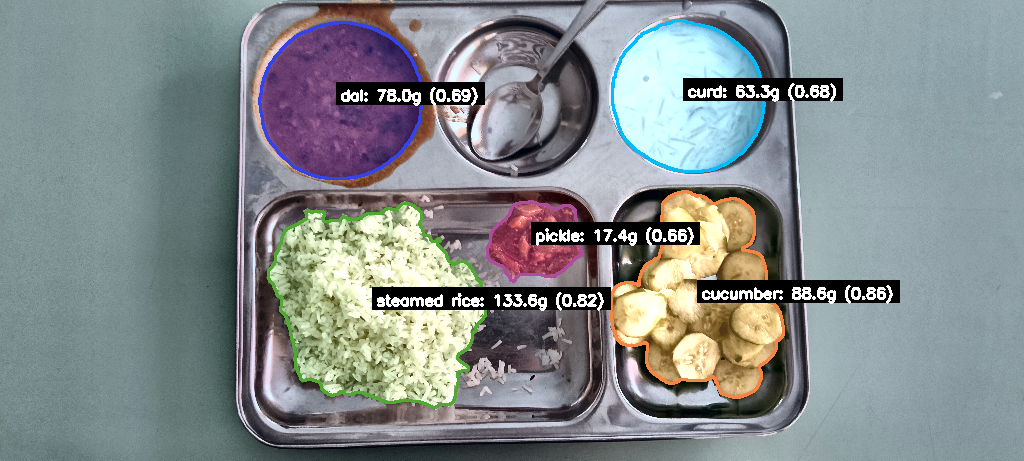 dal: 78.0g (0.69)
curd: 63.3g (0.68)
pickle: 17.4g (0.66)
steamed rice: 133.6g (0.82)
cucumber: 88.6g (0.86)